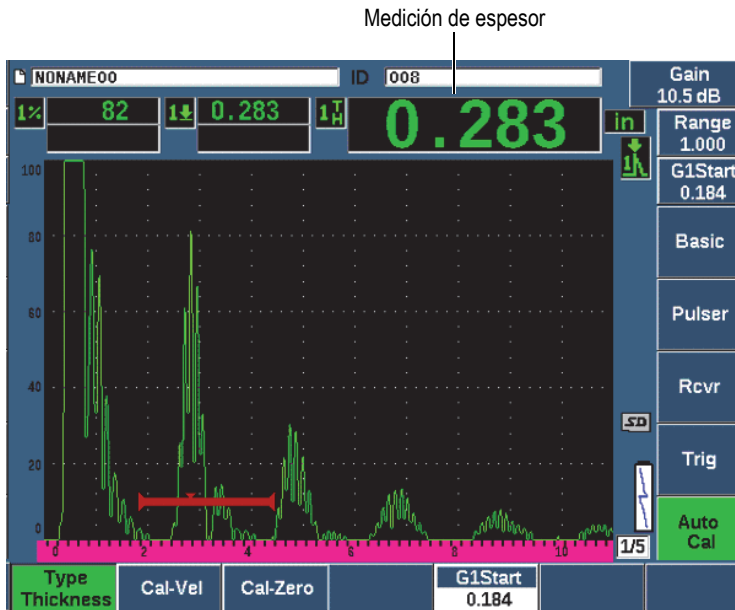 Medición de espesor
NONAME00 ID 008
Gain
10.5 dB
1% 82 1 0.283 1 T H 0.283 in
Range
1.000
G1Start
0.184
Basic
Pulser
Rcvr
Trig
Auto
Cal
100
80
60
40
20
0
0 2 4 6 8 10
1
SD
1/5
Type
Thickness
Cal-Vel
Cal-Zero
G1Start
0.184